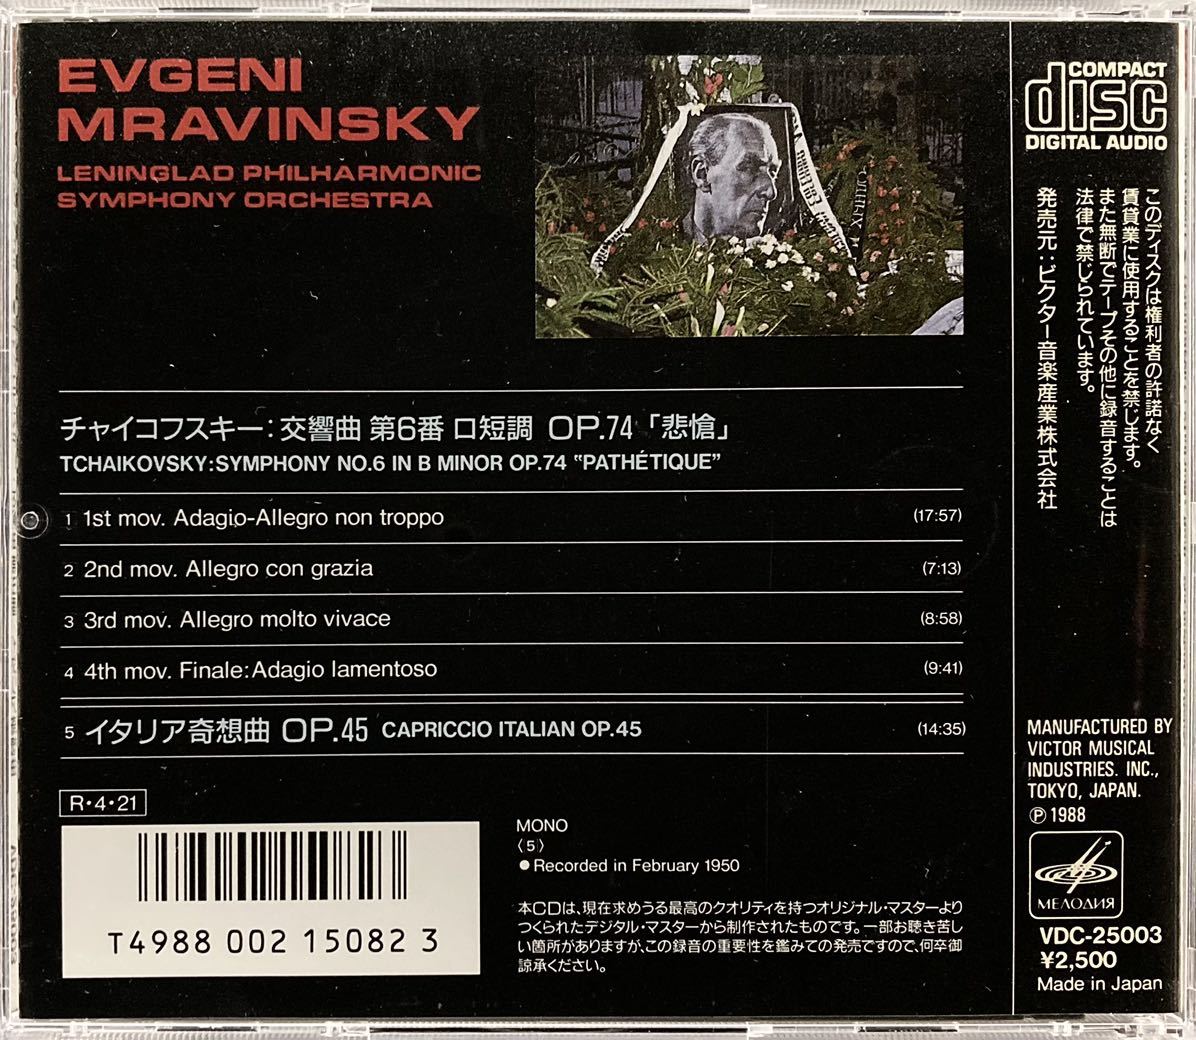 EVGENI
MRAVINSKY
LENINGLAD PHILHARMONIC
SYMPHONY ORCHESTRA
チャイコフスキー:交響曲 第6番 ロ短調 OP.74「悲愴」
TCHAIKOVSKY:SYMPHONY NO.6 IN B MINOR OP.74 "PATHÉTIQUE"
1 1st mov. Adagio-Allegro non troppo (17:57)
2 2nd mov. Allegro con grazia (7:13)
3 3rd mov. Allegro molto vivace (8:58)
4 4th mov. Finale:Adagio lamentoso (9:41)
5 イタリア奇想曲 OP.45 CAPRICCIO ITALIAN OP.45 (14:35)
R・4・21
T4988 002 15082 3
MONO
〈5〉
●Recorded in February 1950
本CDは、現在求めうる最高のクオリティを持つオリジナル・マスターより
つくられたデジタル・マスターから制作されたものです。一部お聴き苦し
い箇所がありますが、この録音の重要性を鑑みての発売ですので、何卒御
諒承ください。
COMPACT
disc
DIGITAL AUDIO
このディスクは権利者の許諾なく
賃貸業に使用することを禁じます。
また無断でテープその他に録音することは
法律で禁じられています。
発売元:ビクター音楽産業株式会社
MANUFACTURED BY
VICTOR MUSICAL
INDUSTRIES. INC.,
TOKYO, JAPAN.
Ⓟ1988
МЕЛОДИЯ
VDC-25003
¥2,500
Made in Japan